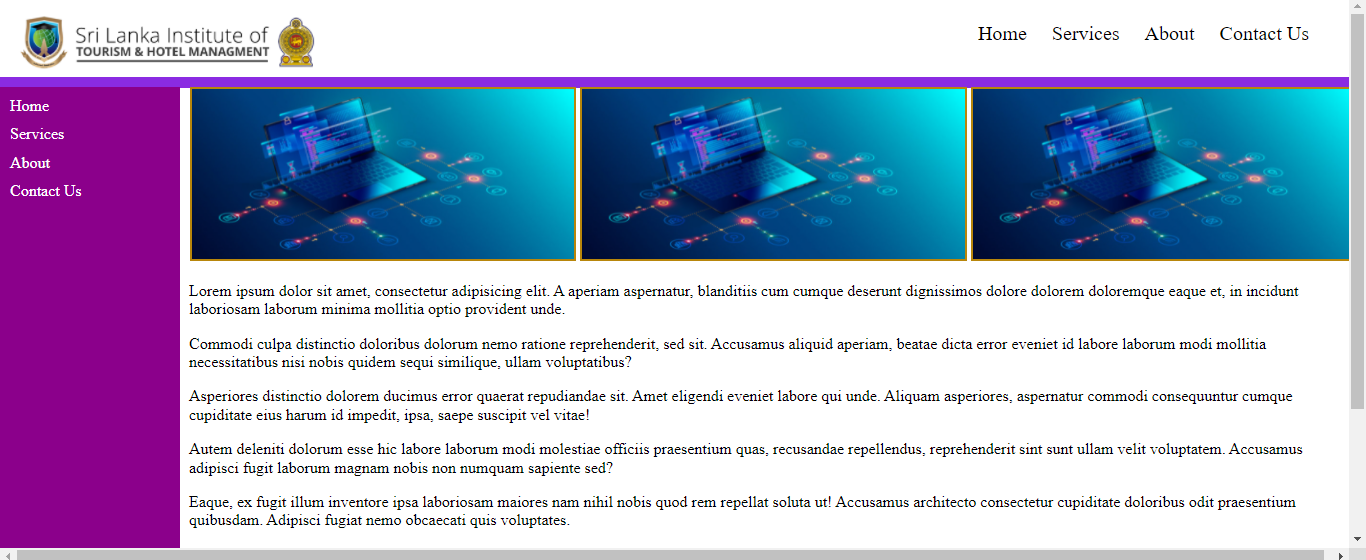 Sri Lanka Institute of
TOURISM & HOTEL MANAGMENT
Home Services About Contact Us
Home
Services
About
Contact Us
Lorem ipsum dolor sit amet, consectetur adipisicing elit. A aperiam aspernatur, blanditiis cum cumque deserunt dignissimos dolore dolorem doloremque eaque et, in incidunt
laboriosam laborum minima mollitia optio provident unde.
Commodi culpa distinctio doloribus dolorum nemo ratione reprehenderit, sed sit. Accusamus aliquid aperiam, beatae dicta error eveniet id labore laborum modi mollitia
necessitatibus nisi nobis quidem sequi similique, ullam voluptatibus?
Asperiores distinctio dolorem ducimus error quaerat repudiandae sit. Amet eligendi eveniet labore qui unde. Aliquam asperiores, aspernatur commodi consequuntur cumque
cupiditate eius harum id impedit, ipsa, saepe suscipit vel vitae!
Autem deleniti dolorum esse hic labore laborum modi molestiae officiis praesentium quas, recusandae repellendus, reprehenderit sint sunt ullam velit voluptatem. Accusamus
adipisci fugit laborum magnam nobis non numquam sapiente sed?
Eaque, ex fugit illum inventore ipsa laboriosam maiores nam nihil nobis quod rem repellat soluta ut! Accusamus architecto consectetur cupiditate doloribus odit praesentium
quibusdam. Adipisci fugiat nemo obcaecati quis voluptates.